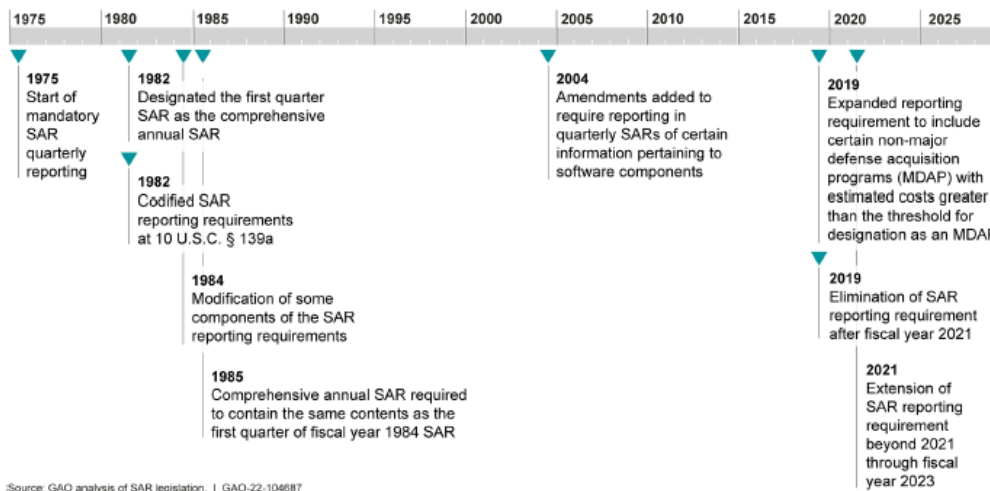 1975 1980 1985 1990 1995 2000 2005 2010 2015 2020 2025
1975
Start of
mandatory
SAR
quarterly
reporting
1982
Designated the first quarter
SAR as the comprehensive
annual SAR
1982
Codified SAR
reporting requirements
at 10 U.S.C. § 139a
1984
Modification of some
components of the SAR
reporting requirements
1985
Comprehensive annual SAR required
to contain the same contents as the
first quarter of fiscal year 1984 SAR
2004
Amendments added to
require reporting in
quarterly SARs of certain
information pertaining to
software components
2019
Expanded reporting
requirement to include
certain non-major
defense acquisition
programs (MDAP) with
estimated costs greater
than the threshold for
designation as an MDAP
2019
Elimination of SAR
reporting requirement
after fiscal year 2021
2021
Extension of
SAR reporting
requirement
beyond 2021
through fiscal
year 2023
Source: GAO analysis of SAR legislation. | GAO-22-104687